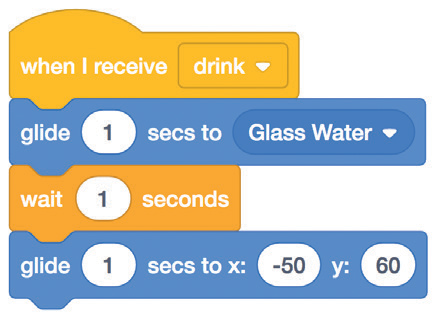 when I receive drink
glide 1 secs to Glass Water
wait 1 seconds
glide 1 secs to x: -50 y: 60